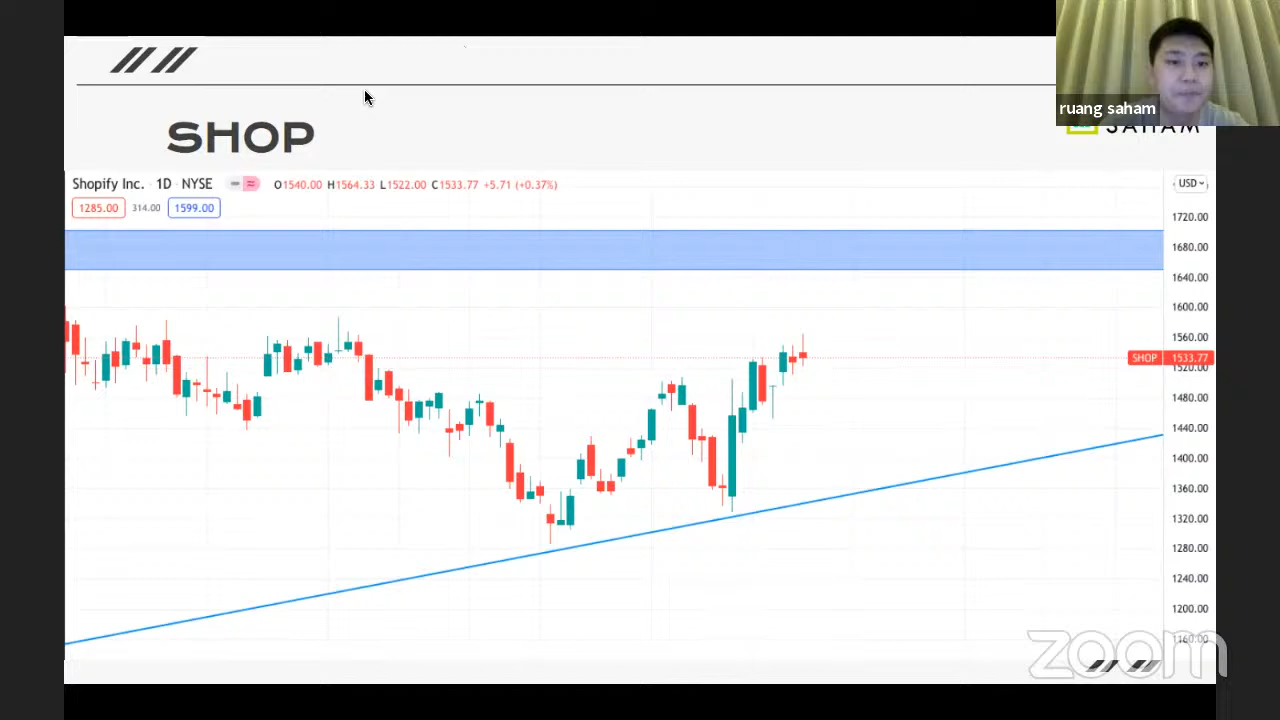 ruang saham
SAHAM
SHOP
Shopify Inc. 1D NYSE O1540.00 H1564.33 L1522.00 C1533.77 +5.71 (+0.37%)
USD
1285.00 314.00 1599.00
1720.00
1680.00
1640.00
1600.00
1560.00
SHOP 1533.77
1520.00
1480.00
1440.00
1400.00
1360.00
1320.00
1280.00
1240.00
1200.00
1160.00
zoom